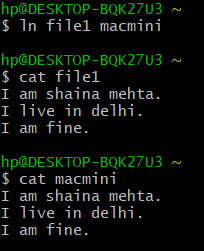 hp@DESKTOP-BQK27U3 ~
$ ln file1 macmini
hp@DESKTOP-BQK27U3 ~
$ cat file1
I am shaina mehta.
I live in delhi.
I am fine.
hp@DESKTOP-BQK27U3 ~
$ cat macmini
I am shaina mehta.
I live in delhi.
I am fine.